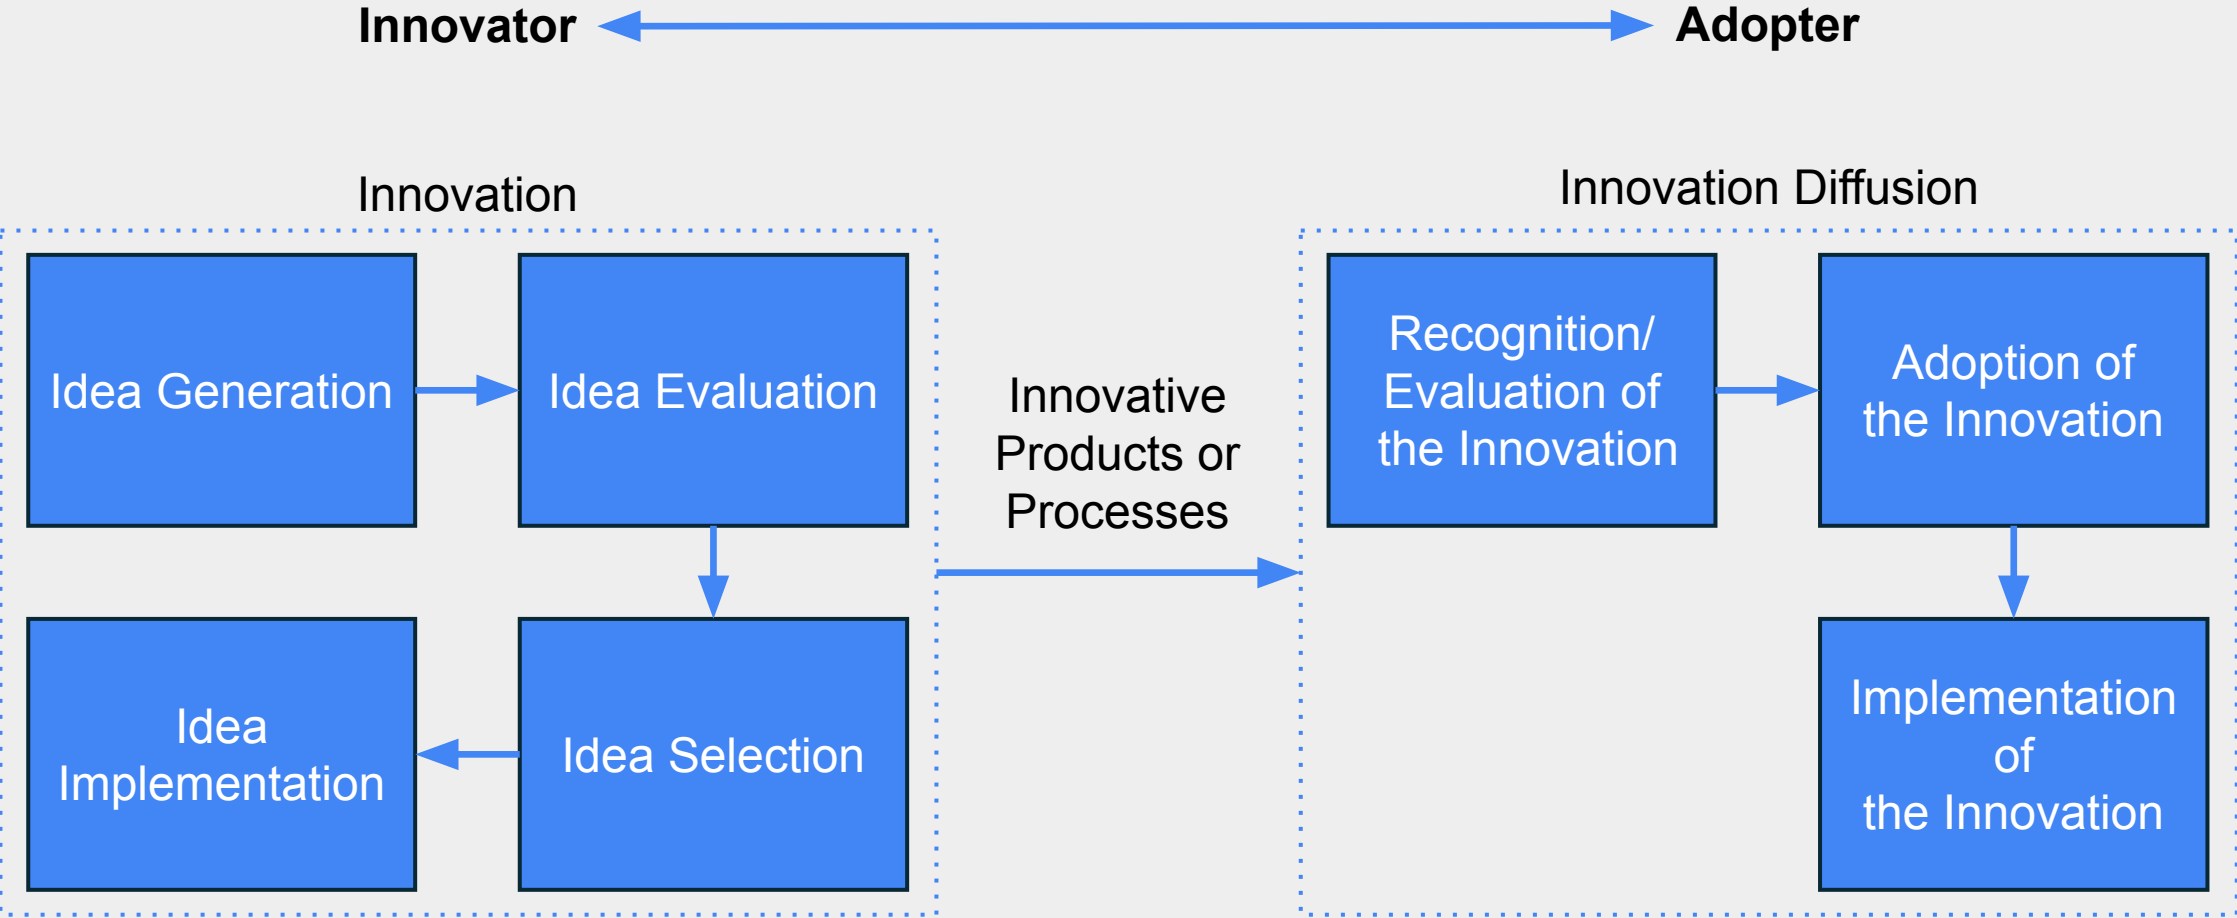 Innovator
Adopter
Innovation
Innovation Diffusion
Idea Generation
Idea Evaluation
Idea
Implementation
Idea Selection
Innovative
Products or
Processes
Recognition/
Evaluation of
the Innovation
Adoption of
the Innovation
Implementation
of
the Innovation